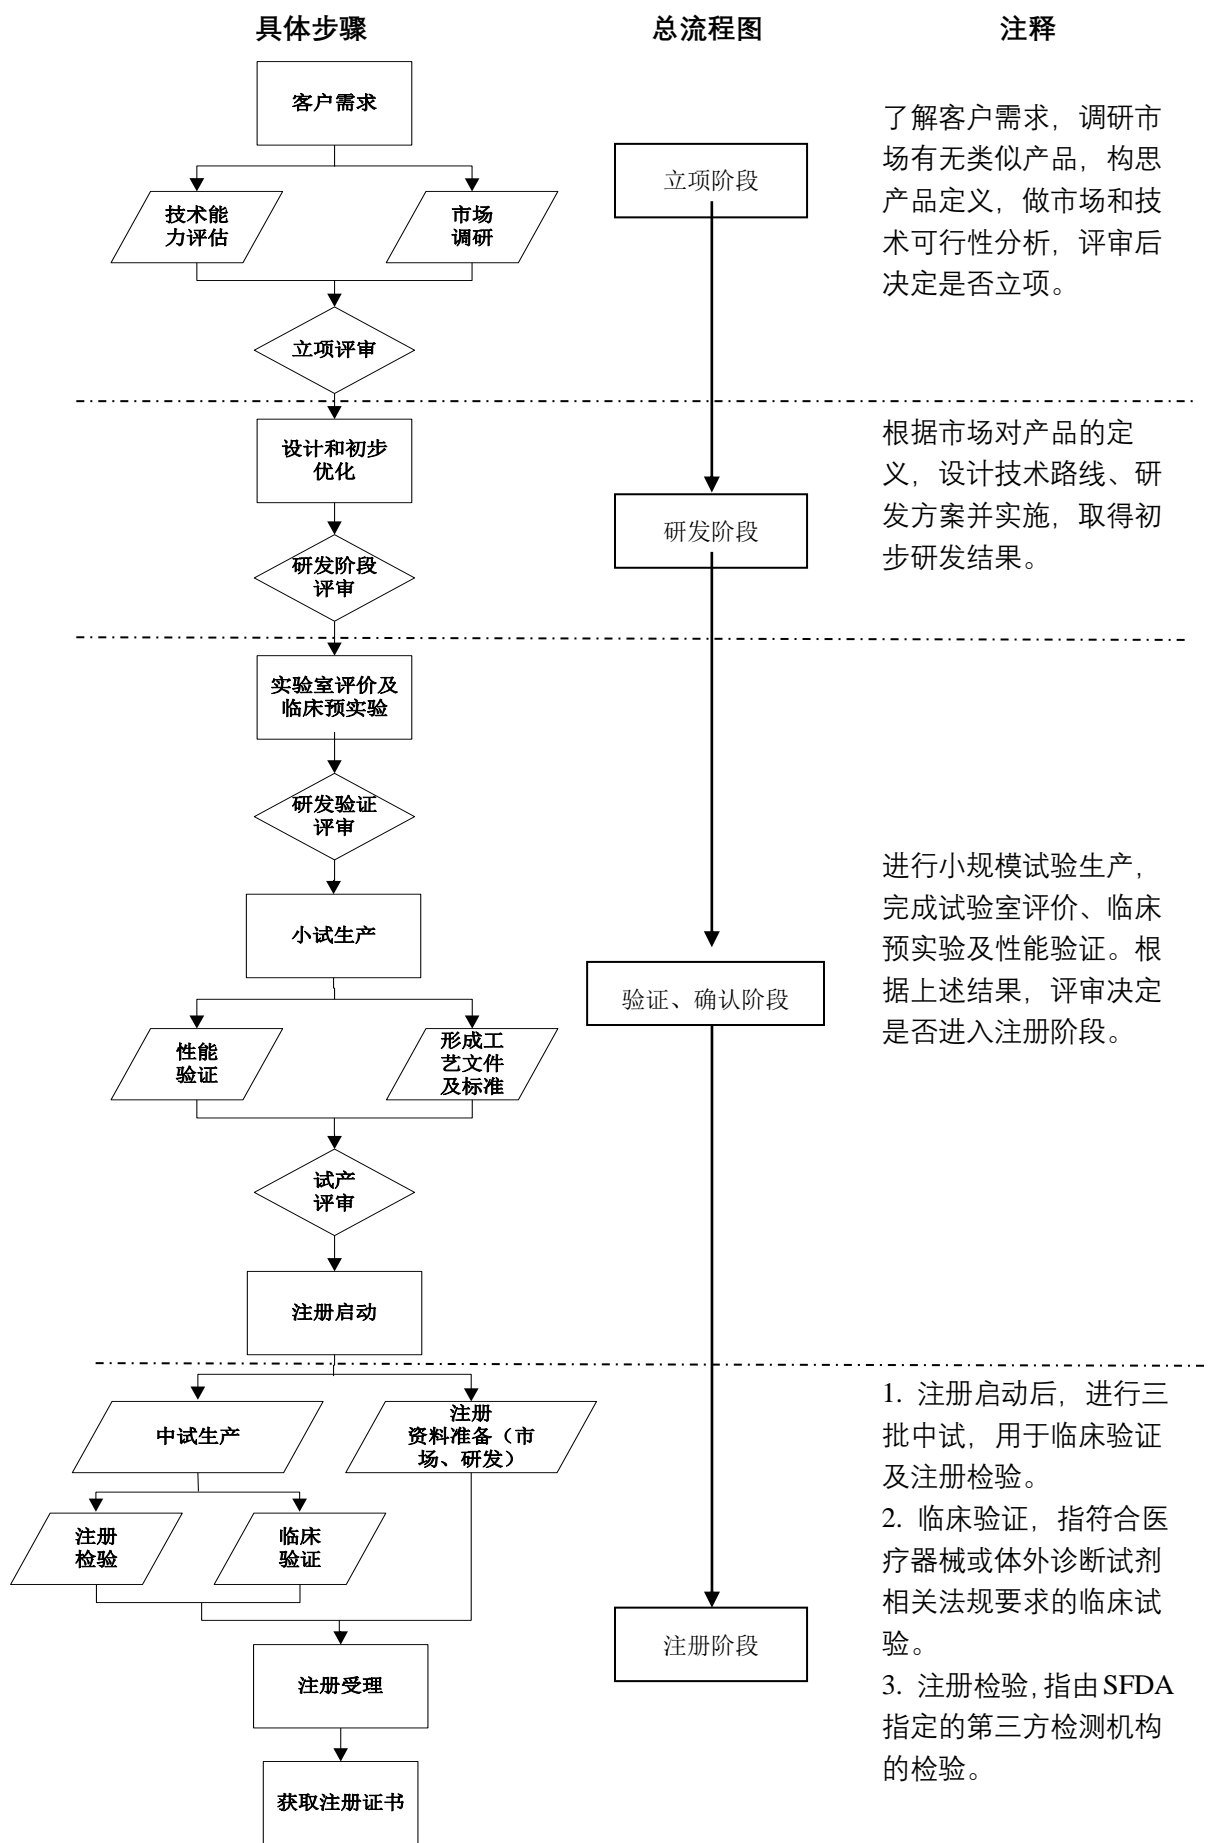 具体步骤
总流程图
注释
客户需求
技术能
力评估
市场
调研
立项评审
立项阶段
了解客户需求，调研市
场有无类似产品，构思
产品定义，做市场和技
术可行性分析，评审后
决定是否立项。
设计和初步
优化
研发阶段
评审
研发阶段
根据市场对产品的定
义，设计技术路线、研
发方案并实施，取得初
步研发结果。
实验室评价及
临床预实验
研发验证
评审
小试生产
性能
验证
形成工
艺文件
及标准
试产
评审
注册启动
验证、确认阶段
进行小规模试验生产，
完成试验室评价、临床
预实验及性能验证。根
据上述结果，评审决定
是否进入注册阶段。
中试生产
注册
资料准备（市
场、研发）
注册
检验
临床
验证
注册受理
获取注册证书
注册阶段
1. 注册启动后，进行三
批中试，用于临床验证
及注册检验。
2. 临床验证，指符合医
疗器械或体外诊断试剂
相关法规要求的临床试
验。
3. 注册检验,指由 SFDA
指定的第三方检测机构
的检验。